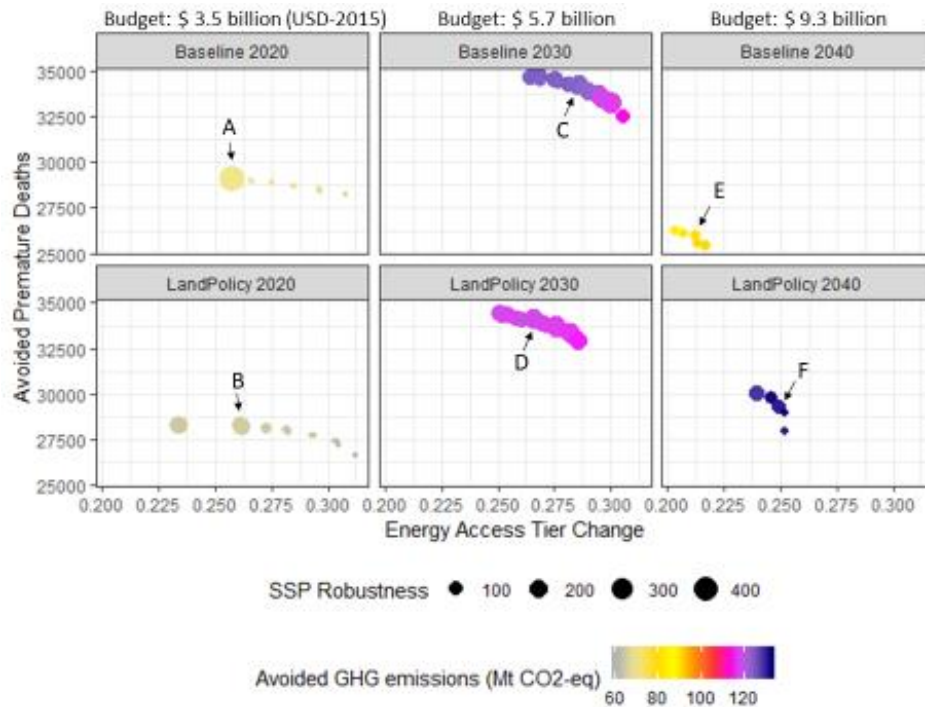 Budget: $ 3.5 billion (USD-2015) Budget: $ 5.7 billion Budget: $ 9.3 billion
Baseline 2020 Baseline 2030 Baseline 2040
35000
32500
30000
27500
25000
A
C
E
LandPolicy 2020 LandPolicy 2030 LandPolicy 2040
35000
32500
30000
27500
25000
B
D
F
Avoided Premature Deaths
0.200 0.225 0.250 0.275 0.300 0.200 0.225 0.250 0.275 0.300 0.200 0.225 0.250 0.275 0.300
Energy Access Tier Change
SSP Robustness 100 200 300 400
Avoided GHG emissions (Mt CO2-eq)
60 80 100 120